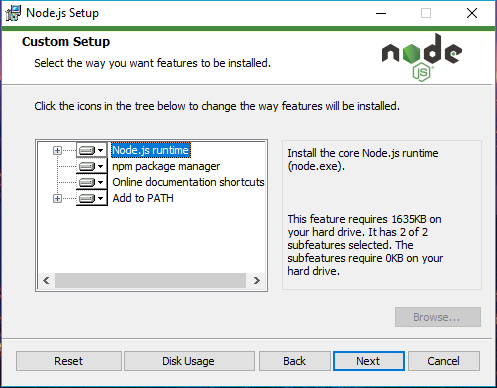 Node.js Setup
Custom Setup
Select the way you want features to be installed.
node
JS
Click the icons in the tree below to change the way features will be installed.
Node.js runtime
npm package manager
Online documentation shortcuts
Add to PATH
Install the core Node.js runtime
(node.exe).
This feature requires 1635KB on
your hard drive. It has 2 of 2
subfeatures selected. The
subfeatures require 0KB on your
hard drive.
Browse...
Reset
Disk Usage
Back
Next
Cancel